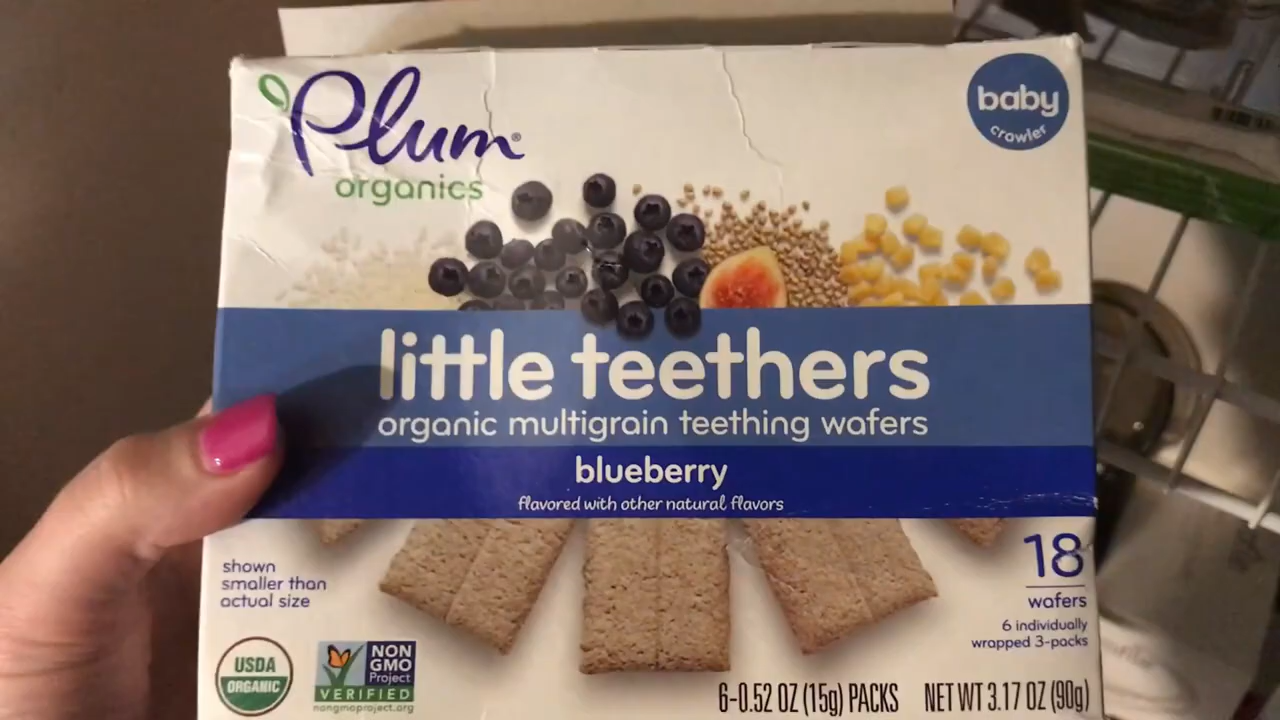 Plum®
organics
baby
crawler
little teethers
organic multigrain teething wafers
blueberry
flavored with other natural flavors
shown
smaller than
actual size
18
wafers
6 individually
wrapped 3-packs
USDA
ORGANIC
NON
GMO
Project
VERIFIED
nongmoproject.org
6-0.52 OZ (15g) PACKS NET WT 3.17 OZ (90g)